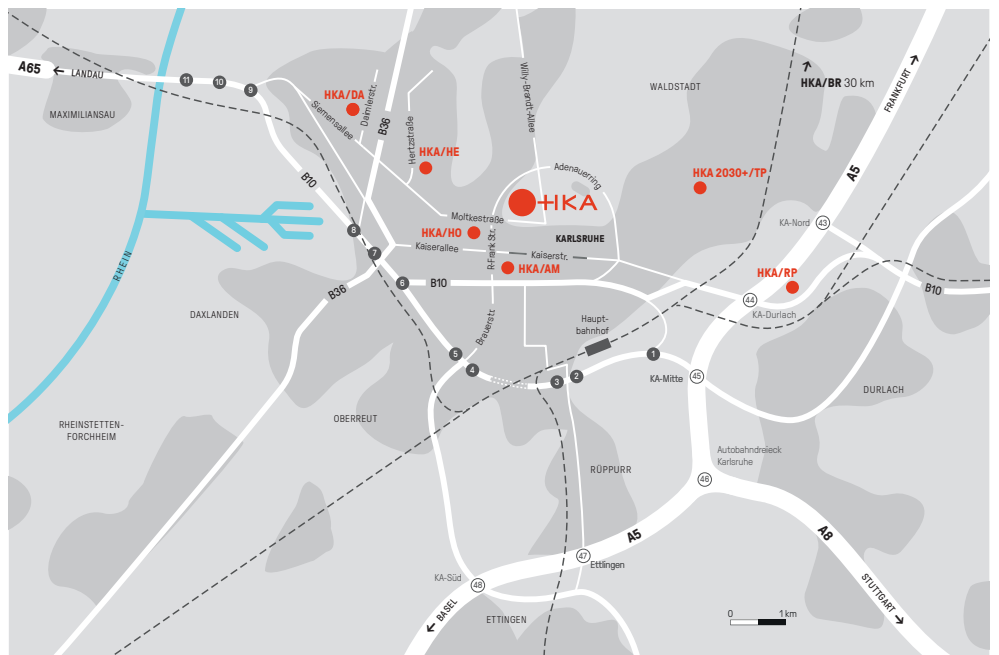 A65
← LANDAU
11
10
9
MAXIMILIANSAU
HKA/DA
Siemensallee
Daimlerstr.
B36
Hertzstraße
HKA/HE
Willy-Brandt-Allee
WALDSTADT
HKA/BR 30 km
FRANKFURT →
A5
Adenauerring
HKA 2030+/TP
B10
HKA
Moltkestraße
HKA/HO
R-Frank Str.
KARLSRUHE
Kaiserallee
Kaiserstr.
HKA/AM
KA-Nord
43
8
7
6
B10
HKA/RP
44
KA-Durlach
B10
RHEIN
B36
DAXLANDEN
Brauerstr.
Haupt-
bahnhof
5
4
3
2
1
KA-Mitte
45
DURLACH
OBERREUT
RHEINSTETTEN-
FORCHHEIM
Autobahndreieck
Karlsruhe
46
RÜPPURR
A5
A8
47
Ettlingen
KA-Süd
48
← BASEL
ETTINGEN
STUTTGART →
0
1 km